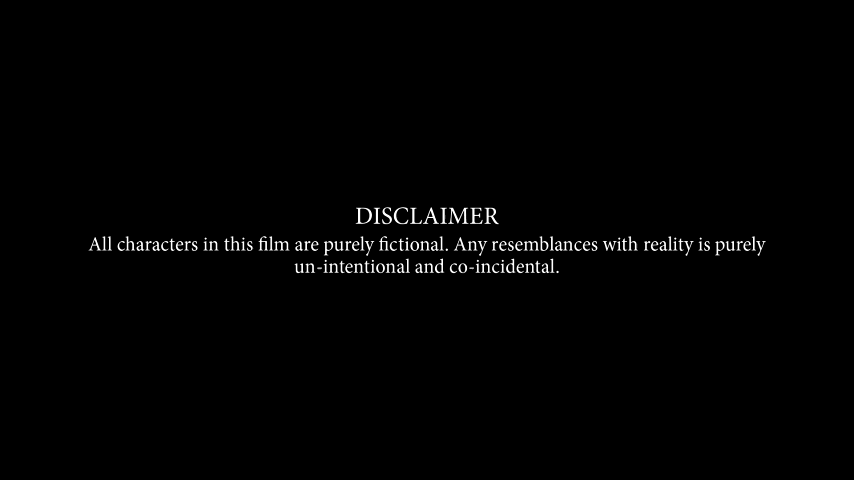 DISCLAIMER
All characters in this film are purely fictional. Any resemblances with reality is purely
un-intentional and co-incidental.